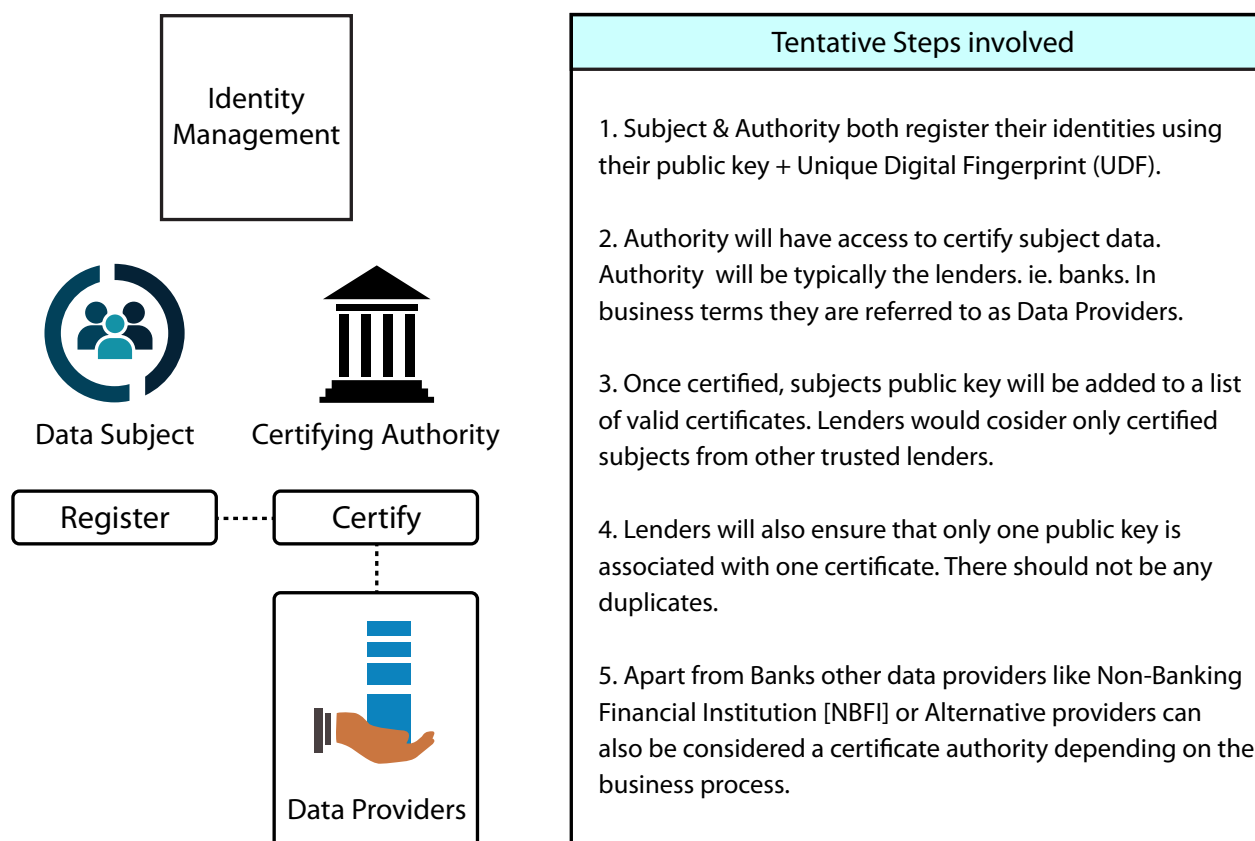 Identity
Management
Data Subject
Certifying Authority
Register
Certify
Data Providers
Tentative Steps involved
1. Subject & Authority both register their identities using
their public key + Unique Digital Fingerprint (UDF).
2. Authority will have access to certify subject data.
Authority  will be typically the lenders. ie. banks. In
business terms they are referred to as Data Providers.
3. Once certified, subjects public key will be added to a list
of valid certificates. Lenders would cosider only certified
subjects from other trusted lenders.
4. Lenders will also ensure that only one public key is
associated with one certificate. There should not be any
duplicates.
5. Apart from Banks other data providers like Non-Banking
Financial Institution [NBFI] or Alternative providers can
also be considered a certificate authority depending on the
business process.